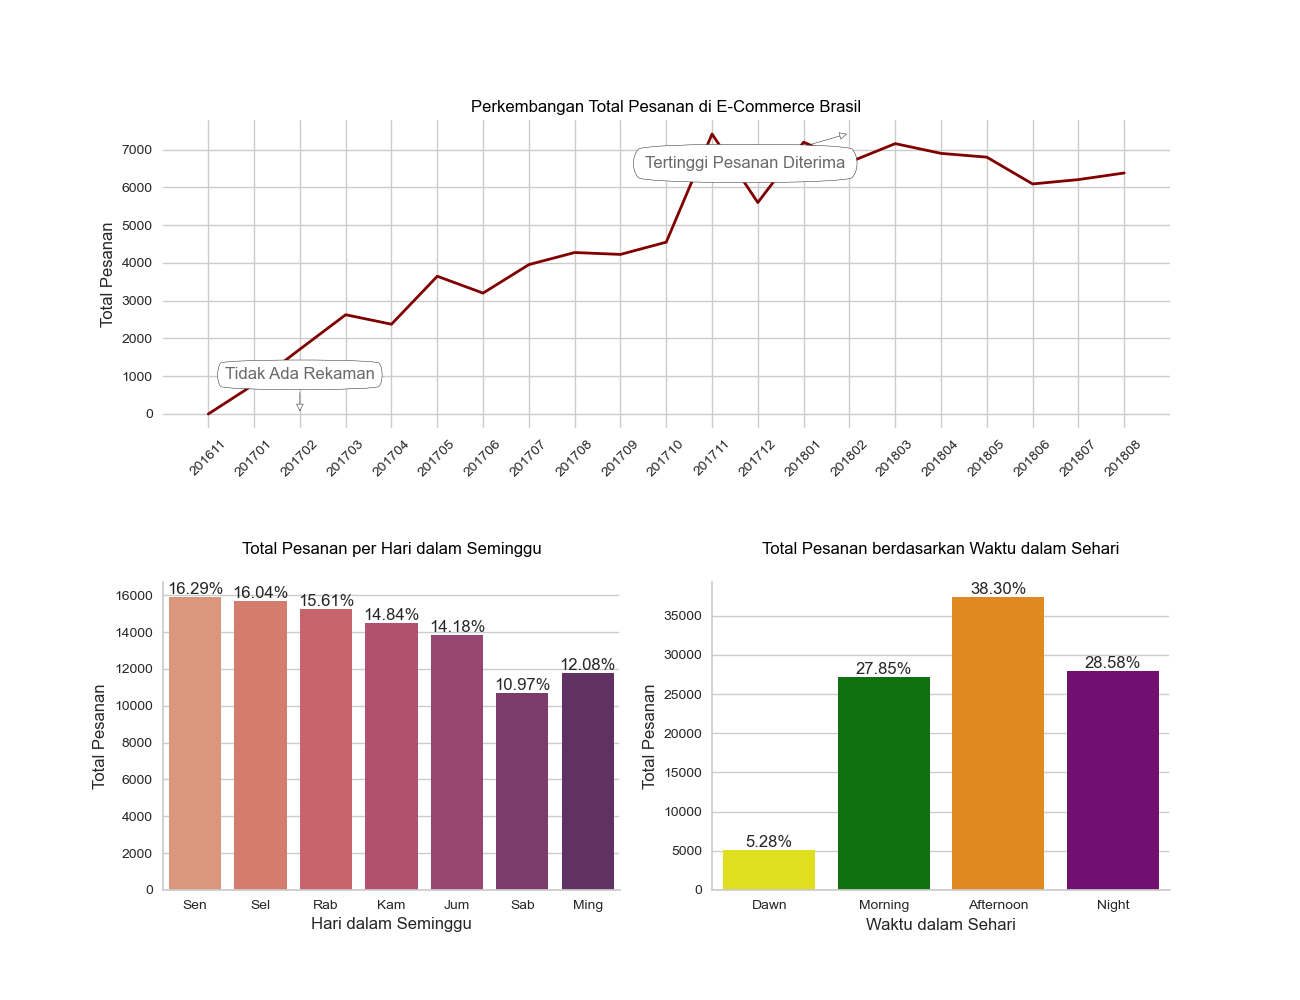 Perkembangan Total Pesanan di E-Commerce Brasil
Total Pesanan
7000
6000
5000
4000
3000
2000
1000
0
Tertinggi Pesanan Diterima
Tidak Ada Rekaman
201611 201701 201702 201703 201704 201705 201706 201707 201708 201709 201710 201711 201712 201801 201802 201803 201804 201805 201806 201807 201808
Total Pesanan per Hari dalam Seminggu
Total Pesanan
16000
14000
12000
10000
8000
6000
4000
2000
0
16.29% 16.04% 15.61% 14.84% 14.18% 10.97% 12.08%
Sen Sel Rab Kam Jum Sab Ming
Hari dalam Seminggu
Total Pesanan berdasarkan Waktu dalam Sehari
Total Pesanan
35000
30000
25000
20000
15000
10000
5000
0
5.28% 27.85% 38.30% 28.58%
Dawn Morning Afternoon Night
Waktu dalam Sehari